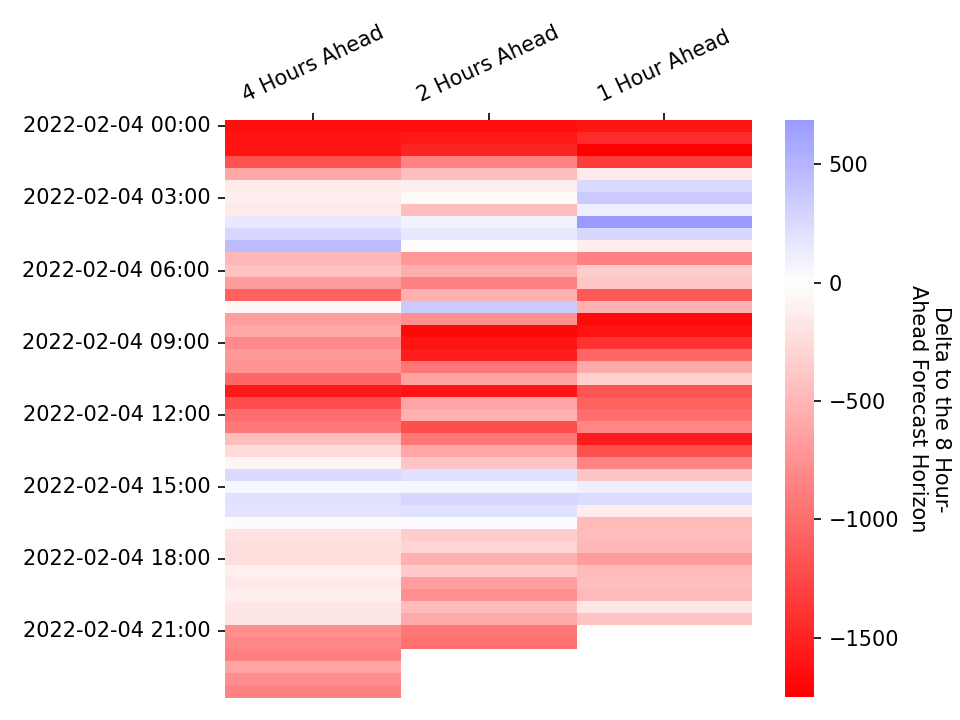 4 Hours Ahead
2 Hours Ahead
1 Hour Ahead
2022-02-04 00:00
2022-02-04 03:00
2022-02-04 06:00
2022-02-04 09:00
2022-02-04 12:00
2022-02-04 15:00
2022-02-04 18:00
2022-02-04 21:00
500
0
−500
−1000
−1500
Delta to the 8 Hour-
Ahead Forecast Horizon